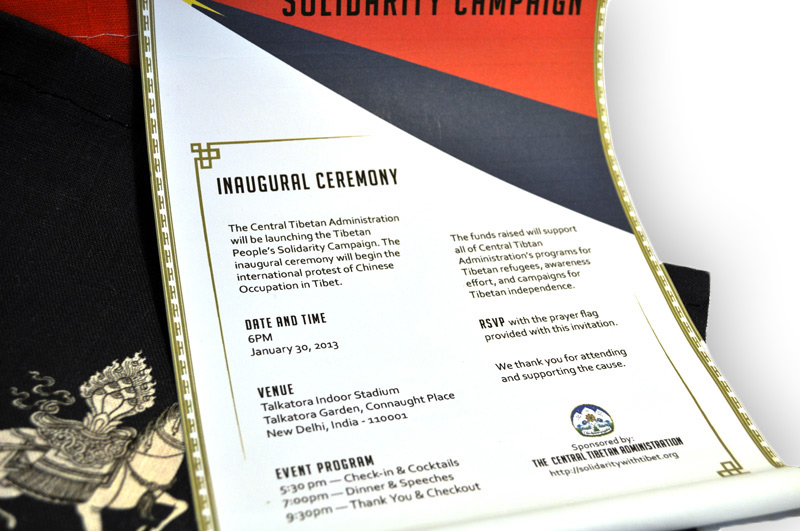 SOLIDARITY CAMPAIGN
INAUGURAL CEREMONY
The Central Tibetan Administration
will be launching the Tibetan
People's Solidarity Campaign. The
inaugural ceremony will begin the
international protest of Chinese
Occupation in Tibet.
DATE AND TIME
6PM
January 30, 2013
VENUE
Talkatora Indoor Stadium
Talkatora Garden, Connaught Place
New Delhi, India - 110001
EVENT PROGRAM
5:30 pm — Check-in & Cocktails
7:00pm — Dinner & Speeches
9:30pm — Thank You & Checkout
The funds raised will support
all of Central Tibtan
Administration's programs for
Tibetan refugees, awareness
effort, and campaigns for
Tibetan independence.
RSVP with the prayer flag
provided with this invitation.
We thank you for attending
and supporting the cause.
Sponsored by:
THE CENTRAL TIBETAN ADMINISTRATION
http://solidaritywithtibet.org